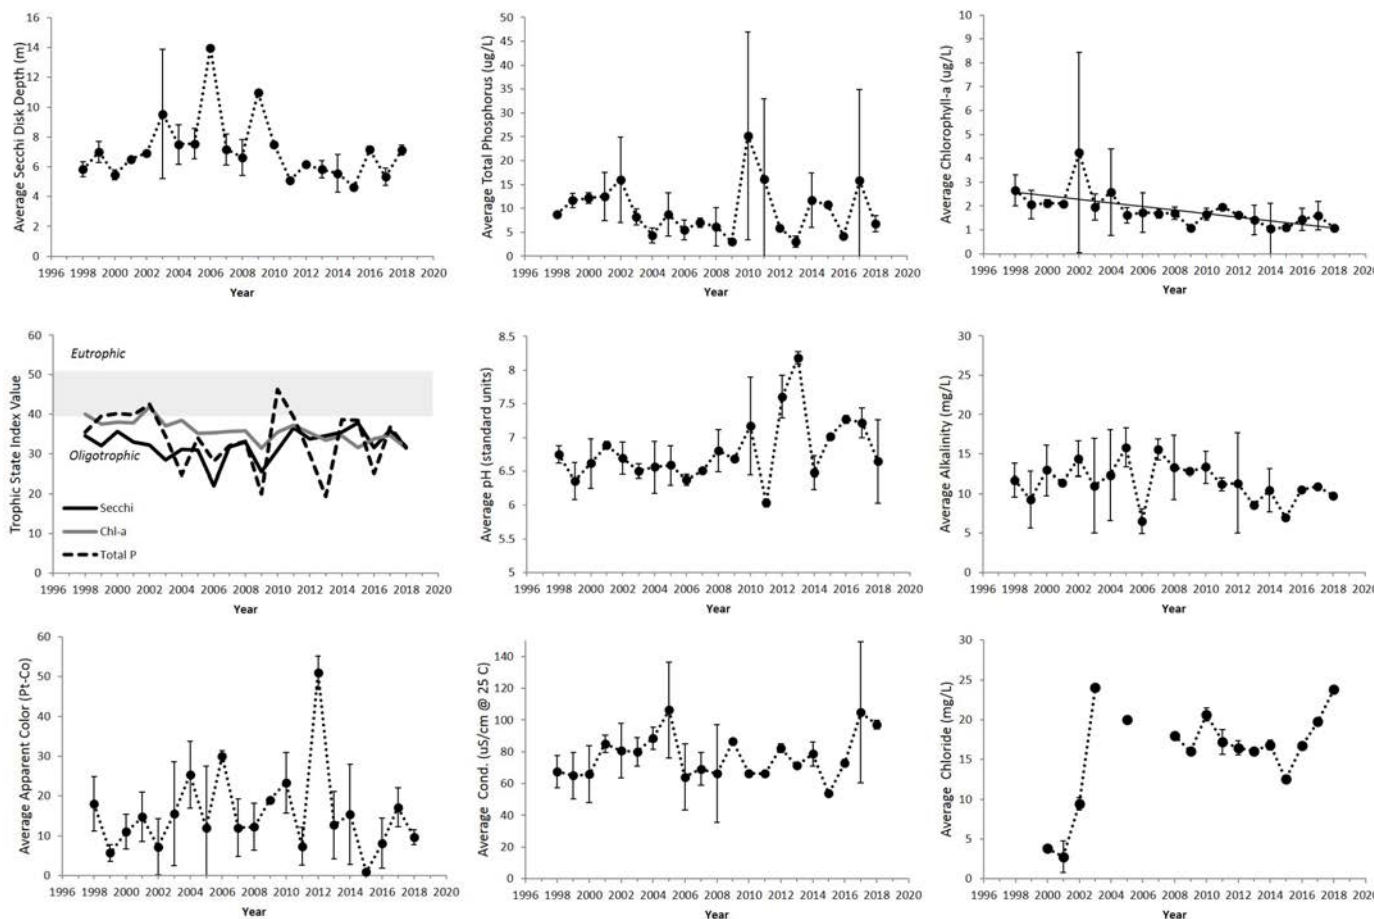 Average Secchi Disk Depth (m)
16
14
12
10
8
6
4
2
0
1996 1998 2000 2002 2004 2006 2008 2010 2012 2014 2016 2018 2020
Year
Average Total Phosphorus (ug/L)
50
45
40
35
30
25
20
15
10
5
0
1996 1998 2000 2002 2004 2006 2008 2010 2012 2014 2016 2018 2020
Year
Average Chlorophyll-a (ug/L)
10
9
8
7
6
5
4
3
2
1
0
1996 1998 2000 2002 2004 2006 2008 2010 2012 2014 2016 2018 2020
Year
Trophic State Index Value
60
50
40
30
20
10
0
Eutrophic
Oligotrophic
Secchi
Chl-a
Total P
1996 1998 2000 2002 2004 2006 2008 2010 2012 2014 2016 2018 2020
Year
Average pH (standard units)
8.5
8
7.5
7
6.5
6
5.5
5
1996 1998 2000 2002 2004 2006 2008 2010 2012 2014 2016 2018 2020
Year
Average Alkalinity (mg/L)
30
25
20
15
10
5
0
1996 1998 2000 2002 2004 2006 2008 2010 2012 2014 2016 2018 2020
Year
Average Apparent Color (Pt-Co)
60
50
40
30
20
10
0
1996 1998 2000 2002 2004 2006 2008 2010 2012 2014 2016 2018 2020
Year
Average Cond. (uS/cm @ 25 C)
140
120
100
80
60
40
20
0
1996 1998 2000 2002 2004 2006 2008 2010 2012 2014 2016 2018 2020
Year
Average Chloride (mg/L)
30
25
20
15
10
5
0
1996 1998 2000 2002 2004 2006 2008 2010 2012 2014 2016 2018 2020
Year